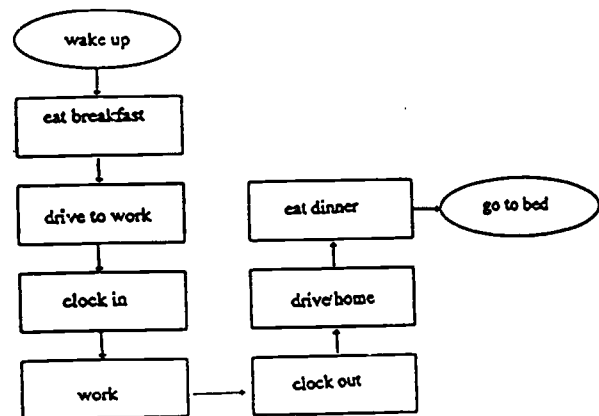 wake up
eat breakfast
drive to work
clock in
work
clock out
drive home
eat dinner
go to bed